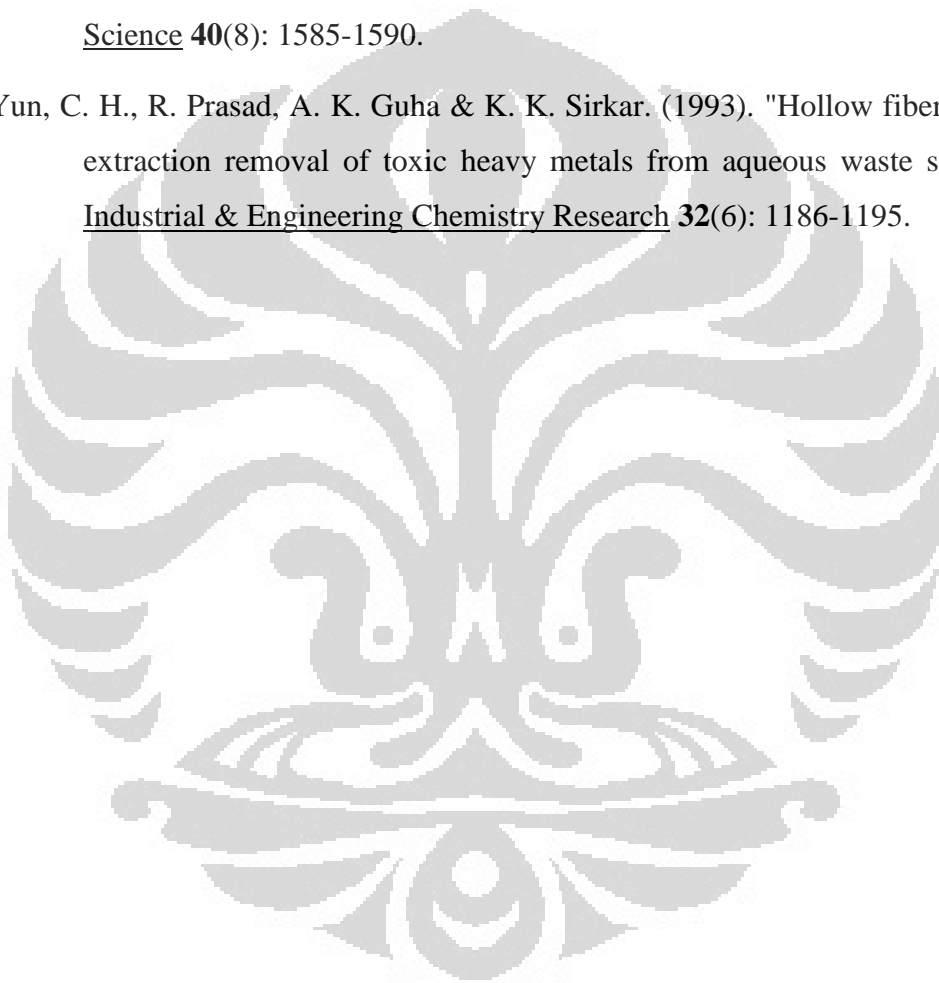 Science 40(8): 1585-1590.
Yun, C. H., R. Prasad, A. K. Guha & K. K. Sirkar. (1993). "Hollow fiber
extraction removal of toxic heavy metals from aqueous waste
Industrial & Engineering Chemistry Research 32(6): 1186-1195.